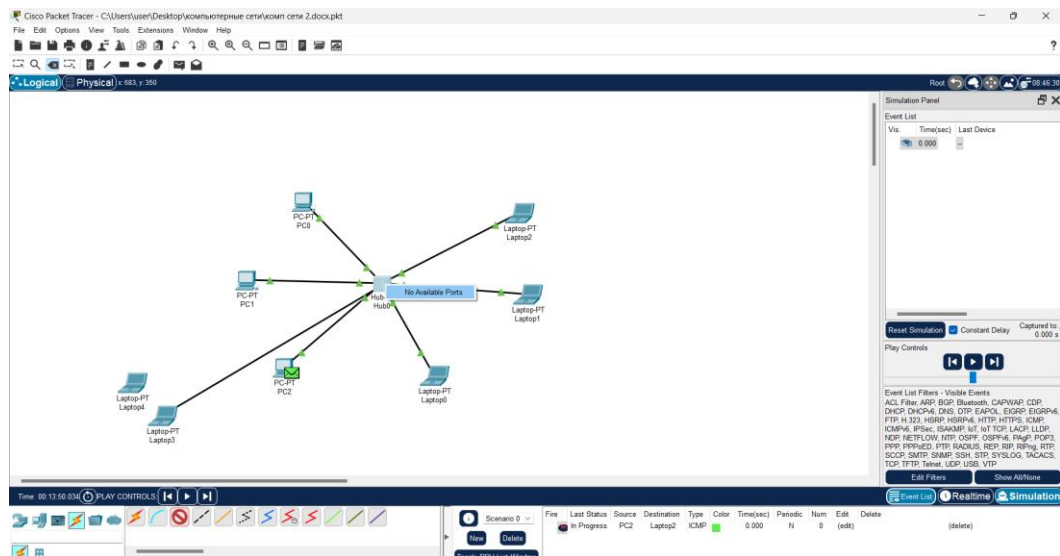 Cisco Packet Tracer - C:\Users\user\Desktop\компьютерные сети\комп сети 2.docx.pkt
File Edit Options View Tools Extensions Window Help
?
Logical Physical x: 683, y: 350 Root 08:46:30
Simulation Panel
Event List
Vis. Time(sec) Last Device
0.000 --
PC-PT
PC0
Laptop-PT
Laptop2
PC-PT
PC1
No Available Ports
Hub0
Laptop-PT
Laptop1
PC-PT
PC2
Laptop-PT
Laptop0
Laptop-PT
Laptop4
Laptop-PT
Laptop3
Reset Simulation Constant Delay Captured to:
0.000 s
Play Controls
Event List Filters - Visible Events
ACL Filter, ARP, BGP, Bluetooth, CAPWAP, CDP,
DHCP, DHCPv6, DNS, DTP, EAPOL, EIGRP, EIGRPv6,
FTP, H.323, HSRP, HSRPv6, HTTP, HTTPS, ICMP,
ICMPv6, IPSec, ISAKMP, IoT, IoT TCP, LACP, LLDP,
NDP, NETFLOW, NTP, OSPF, OSPFv6, PAgP, POP3,
PPP, PPPoED, PTP, RADIUS, REP, RIP, RIPng, RTP,
SCCP, SMTP, SNMP, SSH, STP, SYSLOG, TACACS,
TCP, TFTP, Telnet, UDP, USB, VTP
Edit Filters Show All/None
Time: 00:13:50.034 PLAY CONTROLS: Event List Realtime Simulation
Scenario 0 Fire Last Status Source Destination Type Color Time(sec) Periodic Num Edit Delete
In Progress PC2 Laptop2 ICMP 0.000 N 0 (edit) (delete)
New Delete